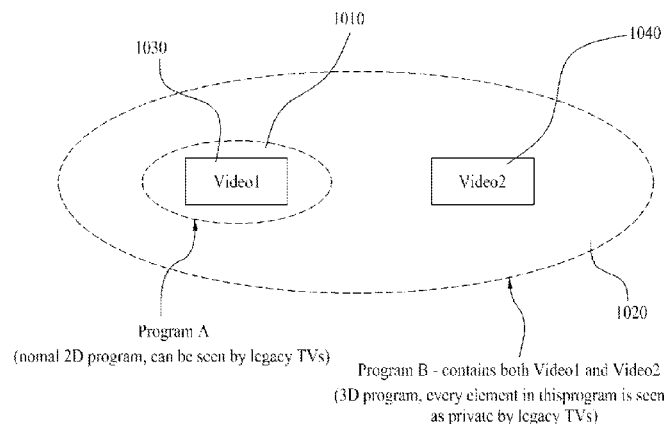 1010
1030
1040
Video1
Video2
1020
Program A
(nomal 2D program, can be seen by legacy TVs)
Program B - contains both Video1 and Video2
(3D program, every element in thisprogram is seen
as private by legacy TVs)